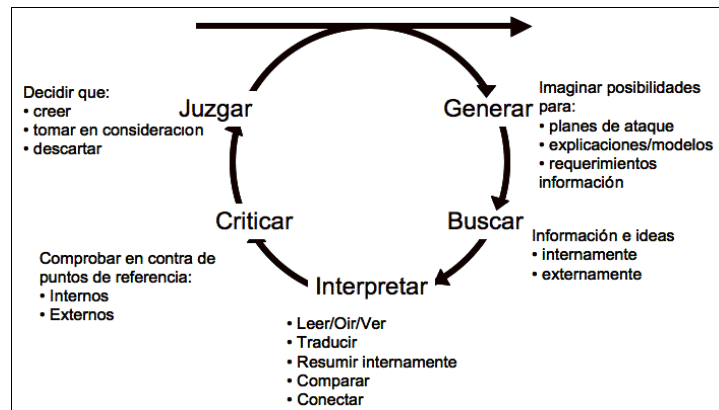 Juzgar
Decidir que:
• creer
• tomar en consideración
• descartar
Generar
Imaginar posibilidades
para:
• planes de ataque
• explicaciones/modelos
• requerimientos
información
Buscar
Información e ideas
• internamente
• externamente
Interpretar
• Leer/Oir/Ver
• Traducir
• Resumir internamente
• Comparar
• Conectar
Criticar
Comprobar en contra de
puntos de referencia:
• Internos
• Externos